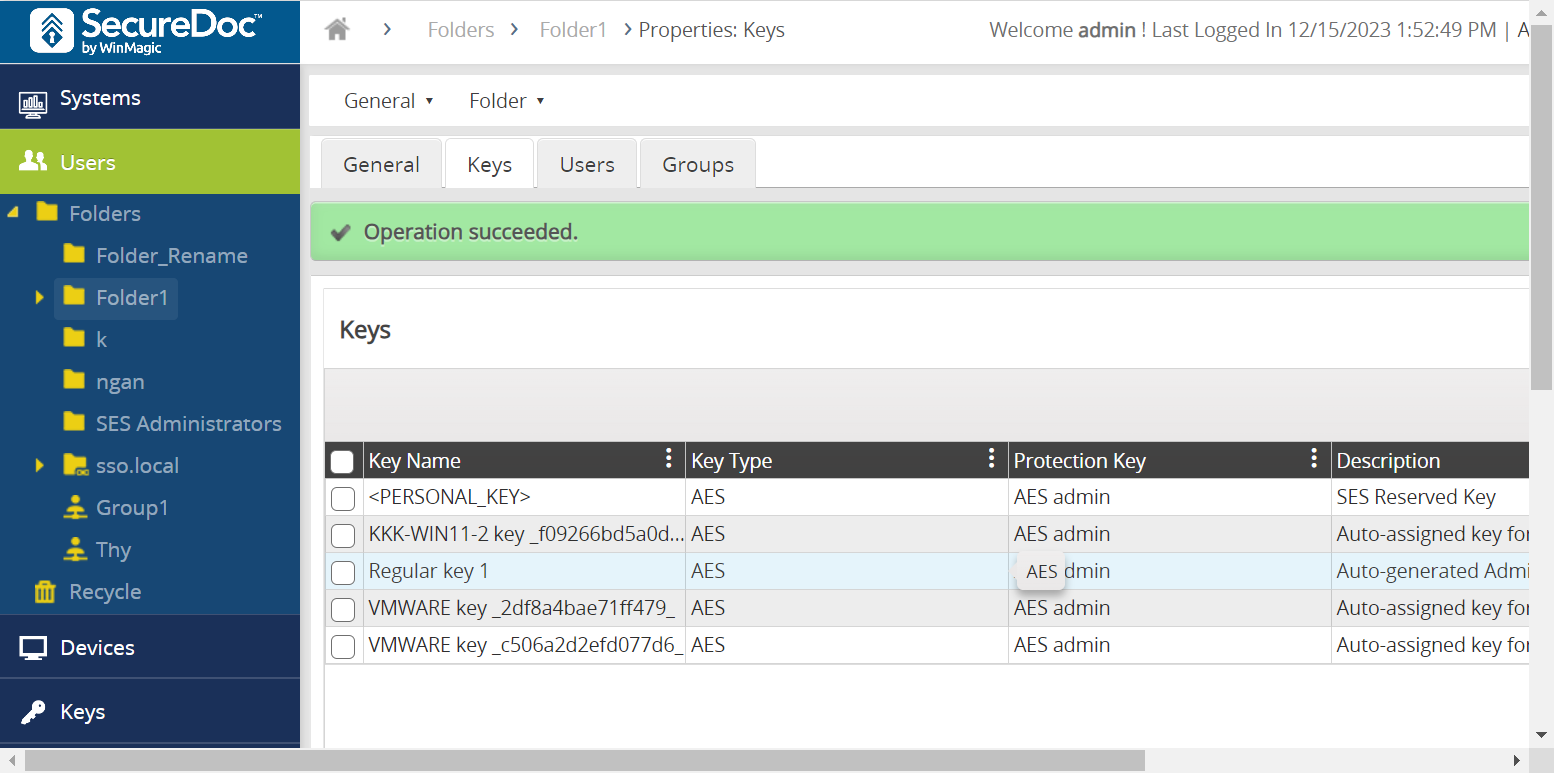 SecureDoc™
by WinMagic
Folders
Folder1
Properties: Keys
Welcome admin ! Last Logged In 12/15/2023 1:52:49 PM | A
Systems
Users
Folders
Folder_Rename
Folder1
k
ngan
SES Administrators
sso.local
Group1
Thy
Recycle
Devices
Keys
General
Folder
General
Keys
Users
Groups
Operation succeeded.
Keys
Key Name Key Type Protection Key Description
<PERSONAL_KEY> AES AES admin SES Reserved Key
KKK-WIN11-2 key _f09266bd5a0d... AES AES admin Auto-assigned key for
Regular key 1 AES AES dmin Auto-generated Admi
VMWARE key _2df8a4bae71ff479_ AES AES admin Auto-assigned key for
VMWARE key _c506a2d2efd077d6_ AES AES admin Auto-assigned key for